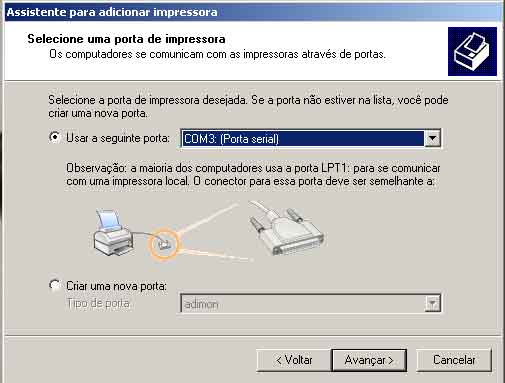 Assistente para adicionar impressora
Selecione uma porta de impressora
Os computadores se comunicam com as impressoras através de portas.
Selecione a porta de impressora desejada. Se a porta não estiver na lista, você pode
criar uma nova porta.
Usar a seguinte porta: COM3: (Porta serial)
Observação: a maioria dos computadores usa a porta LPT1: para se comunicar
com uma impressora local. O conector para essa porta deve ser semelhante a:
Criar uma nova porta:
Tipo de porta: adimon
< Voltar Avançar > Cancelar